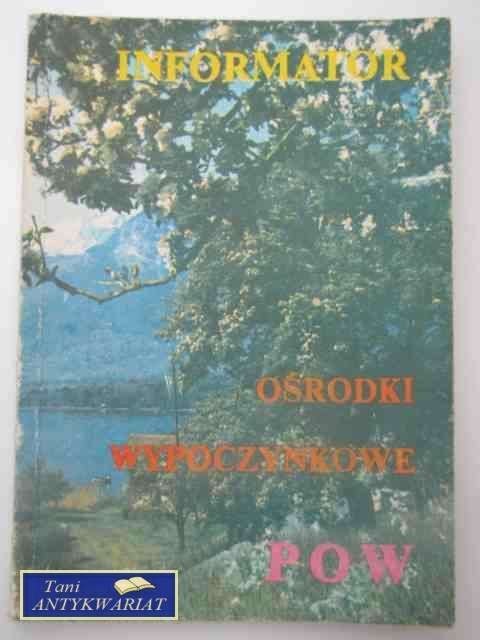 INFORMATOR
OŚRODKI
WYPOCZYNKOWE
POW
Tani
ANTYKWARIAT